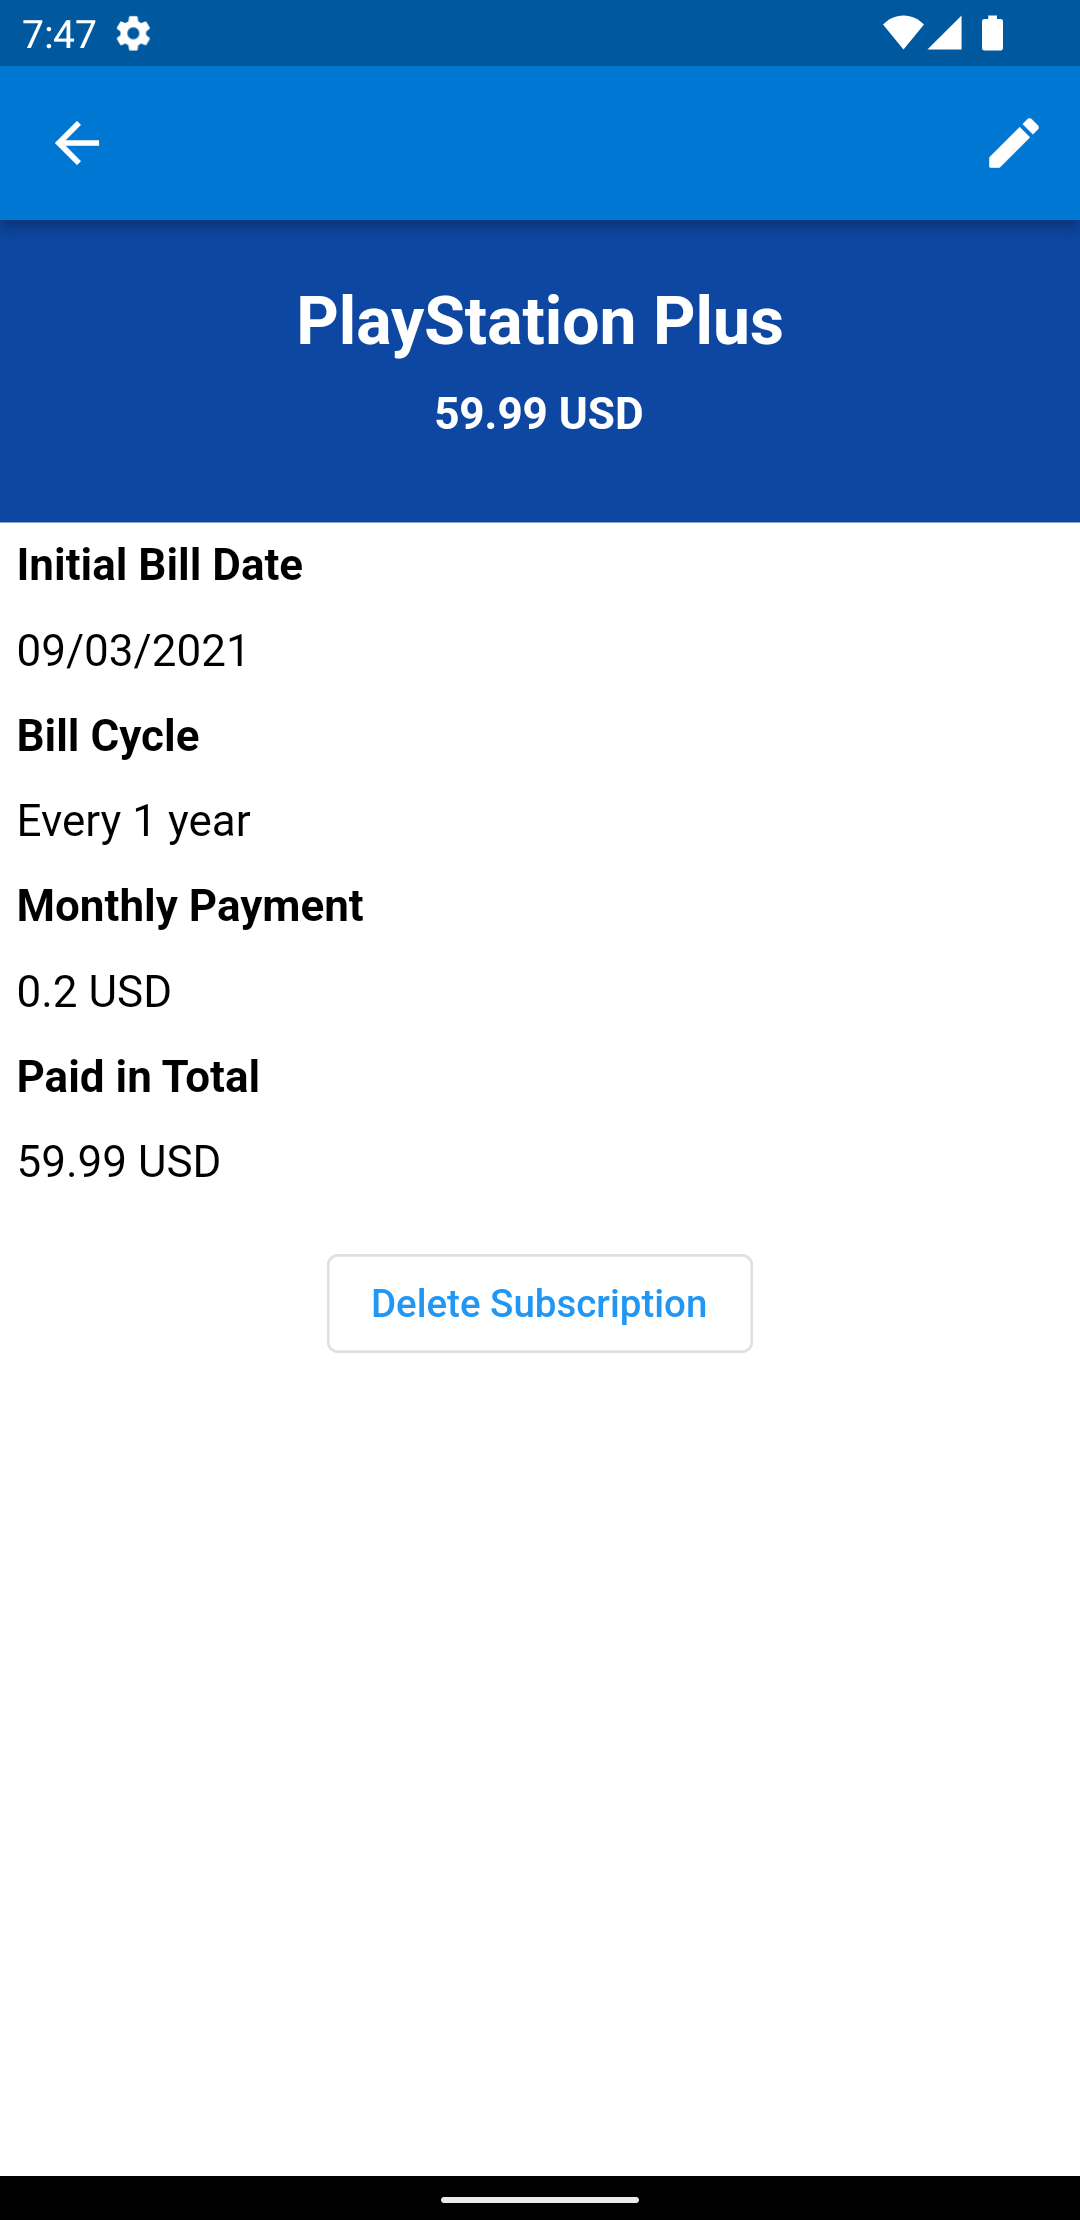 7:47
PlayStation Plus
59.99 USD
Initial Bill Date
09/03/2021
Bill Cycle
Every 1 year
Monthly Payment
0.2 USD
Paid in Total
59.99 USD
Delete Subscription